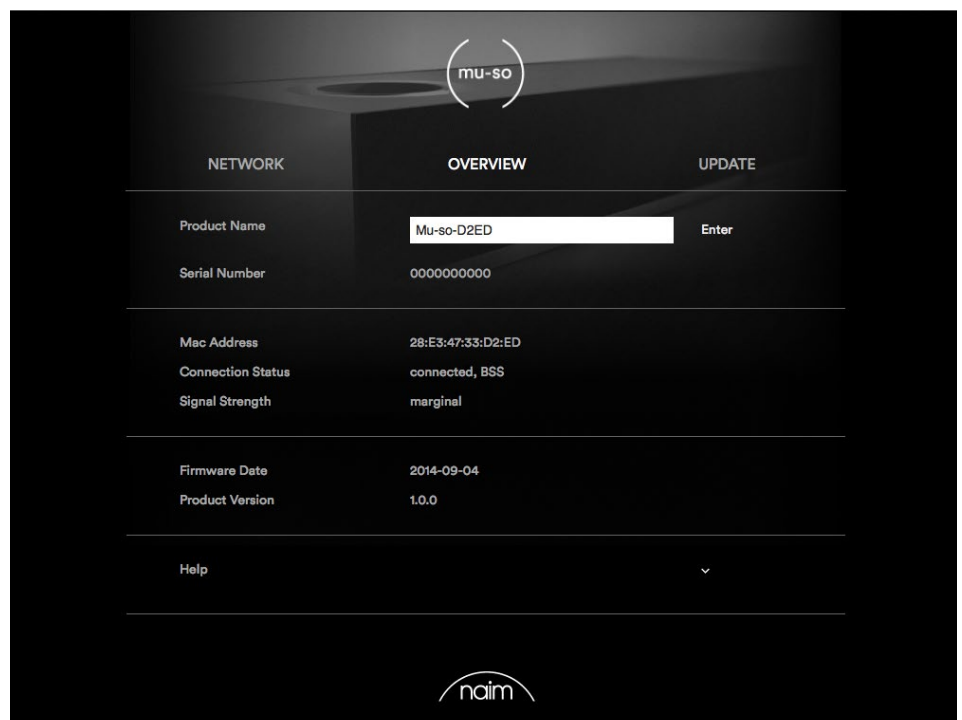 mu-so
NETWORK OVERVIEW UPDATE
Product Name Mu-so-D2ED Enter
Serial Number 0000000000
Mac Address 28:E3:47:33:D2:ED
Connection Status connected, BSS
Signal Strength marginal
Firmware Date 2014-09-04
Product Version 1.0.0
Help
naim